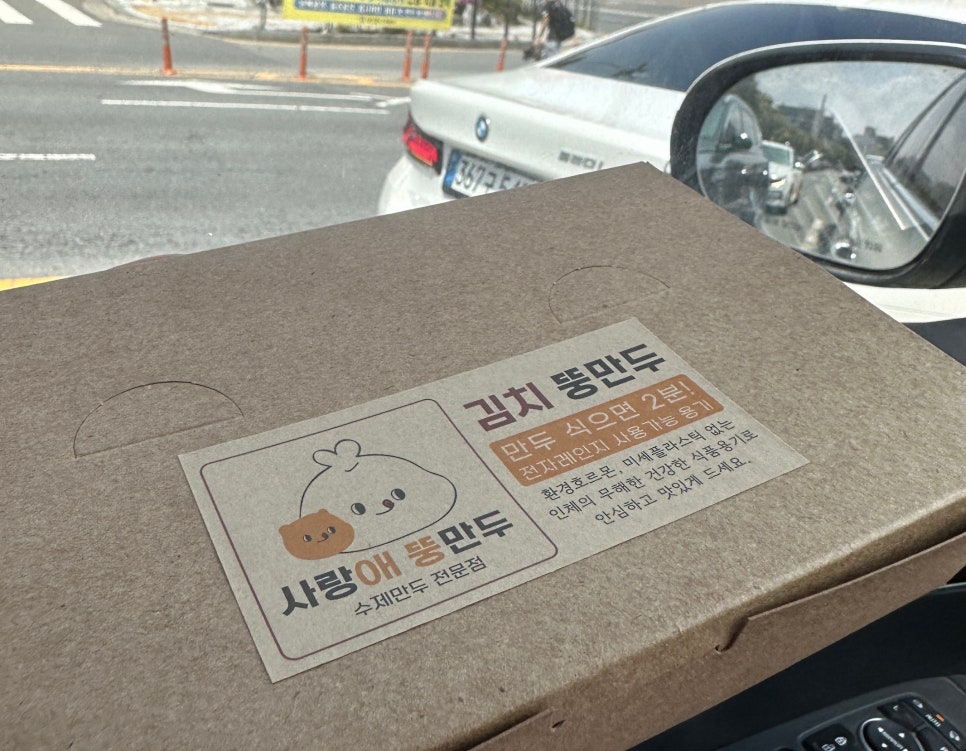 김치 뚱만두
만두 식으면 2분!
전자레인지 사용가능 용기
환경호르몬, 미세플라스틱 없는
인체의 무해한 건강한 식품용기로
안심하고 맛있게 드세요.
사랑애 뚱만두
수제만두 전문점